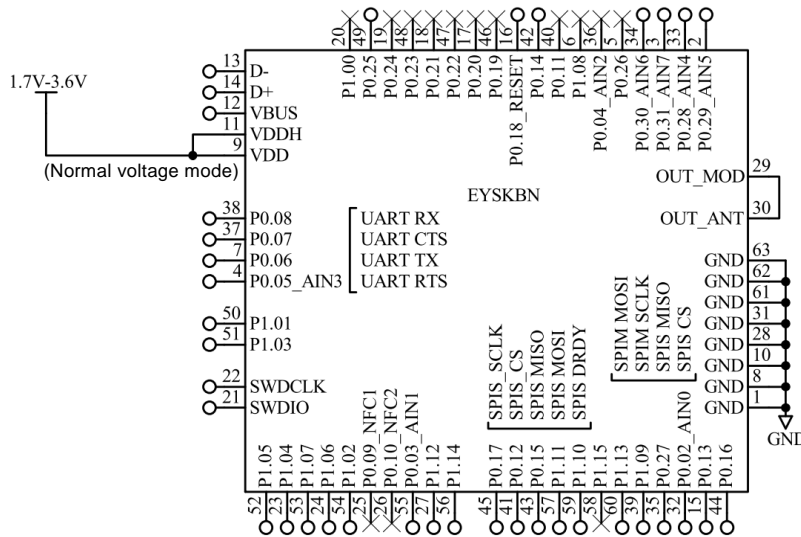 20 49 19 48 18 47 17 46 16 42 40 6 36 5 34 3 33 2
P1.00
P0.25
P0.24
P0.23
P0.21
P0.22
P0.20
P0.19
P0.18_RESET
P0.14
P0.11
P1.08
P0.04_AIN2
P0.26
P0.30_AIN6
P0.31_AIN7
P0.28_AIN4
P0.29_AIN5
1.7V-3.6V
13 D-
14 D+
12 VBUS
11 VDDH
9 VDD
(Normal voltage mode)
EYSKBN
OUT_MOD 29
OUT_ANT 30
38 P0.08 UART RX
37 P0.07 UART CTS
7 P0.06 UART TX
4 P0.05_AIN3 UART RTS
50 P1.01
51 P1.03
22 SWDCLK
21 SWDIO
GND 63
GND 62
GND 61
GND 31
GND 28
GND 10
GND 8
GND 1
GND
SPIS_SCLK
SPIS_CS
SPIS_MISO
SPIS MOSI
SPIS DRDY
SPIM MOSI
SPIM SCLK
SPIS MISO
SPIS CS
P1.05
P1.04
P1.07
P1.06
P1.02
P0.09_NFC1
P0.10_NFC2
P0.03_AIN1
P1.12
P1.14
P0.17
P0.12
P0.15
P1.11
P1.10
P1.15
P1.13
P1.09
P0.27
P0.02_AIN0
P0.13
P0.16
52 23 53 24 54 25 26 55 27 56 45 41 43 57 59 58 60 39 35 32 15 44